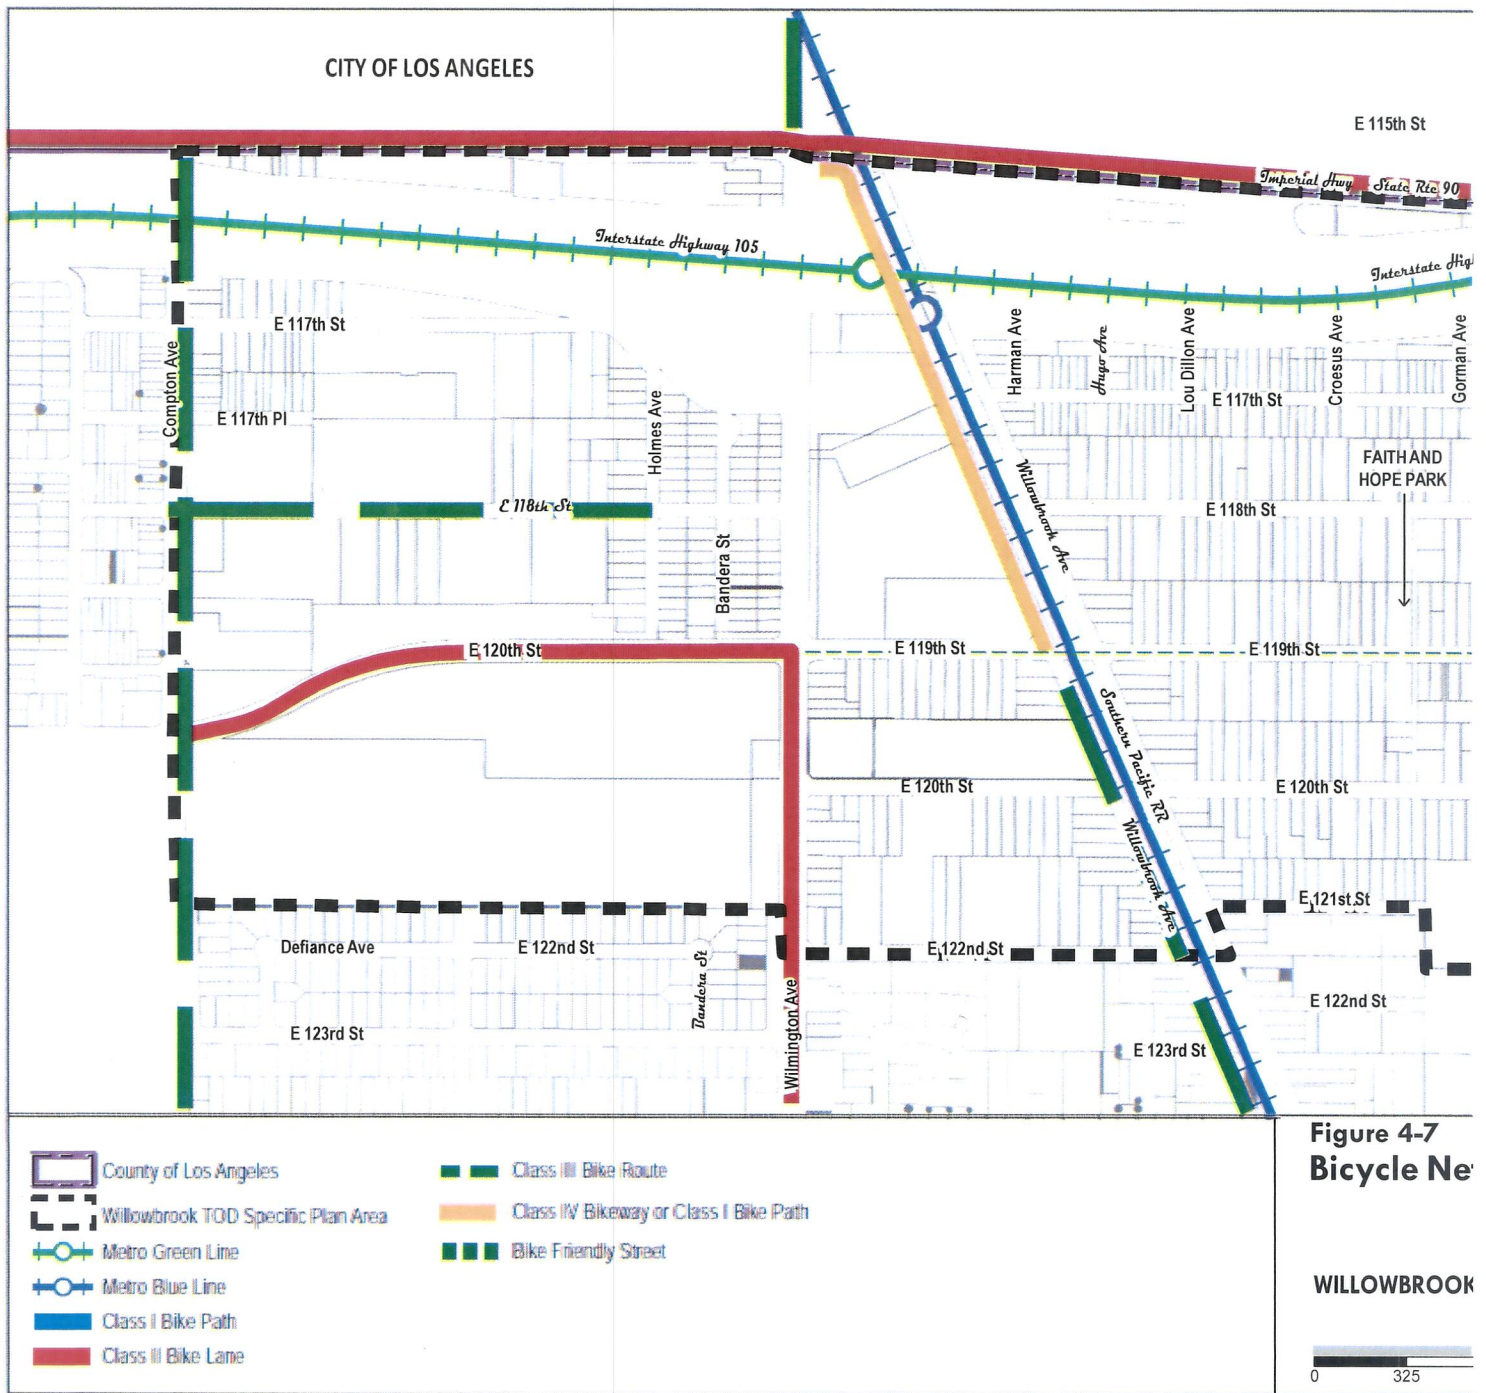 CITY OF LOS ANGELES
E 115th St
Imperial Hwy
State Rte 90
Interstate Highway 105
Interstate Hig
E 117th St
Compton Ave
E 117th Pl
Holmes Ave
Harman Ave
Hugo Ave
Lou Dillon Ave
Croesus Ave
Gorman Ave
E 117th St
FAITH AND
HOPE PARK
Willowbrook Ave
E 118th St
E 118th St
Bandera St
E 120th St
E 119th St
E 119th St
Southern Pacific RR
E 120th St
E 120th St
Willowbrook Ave
E 121st St
Defiance Ave
E 122nd St
E 122nd St
Bandera St
Wilmington Ave
E 122nd St
E 123rd St
E 123rd St
County of Los Angeles
Willowbrook TOD Specific Plan Area
Metro Green Line
Metro Blue Line
Class I Bike Path
Class II Bike Lane
Class III Bike Route
Class IV Bikeway or Class I Bike Path
Bike Friendly Street
Figure 4-7
Bicycle Ne
WILLOWBROOK
0 325